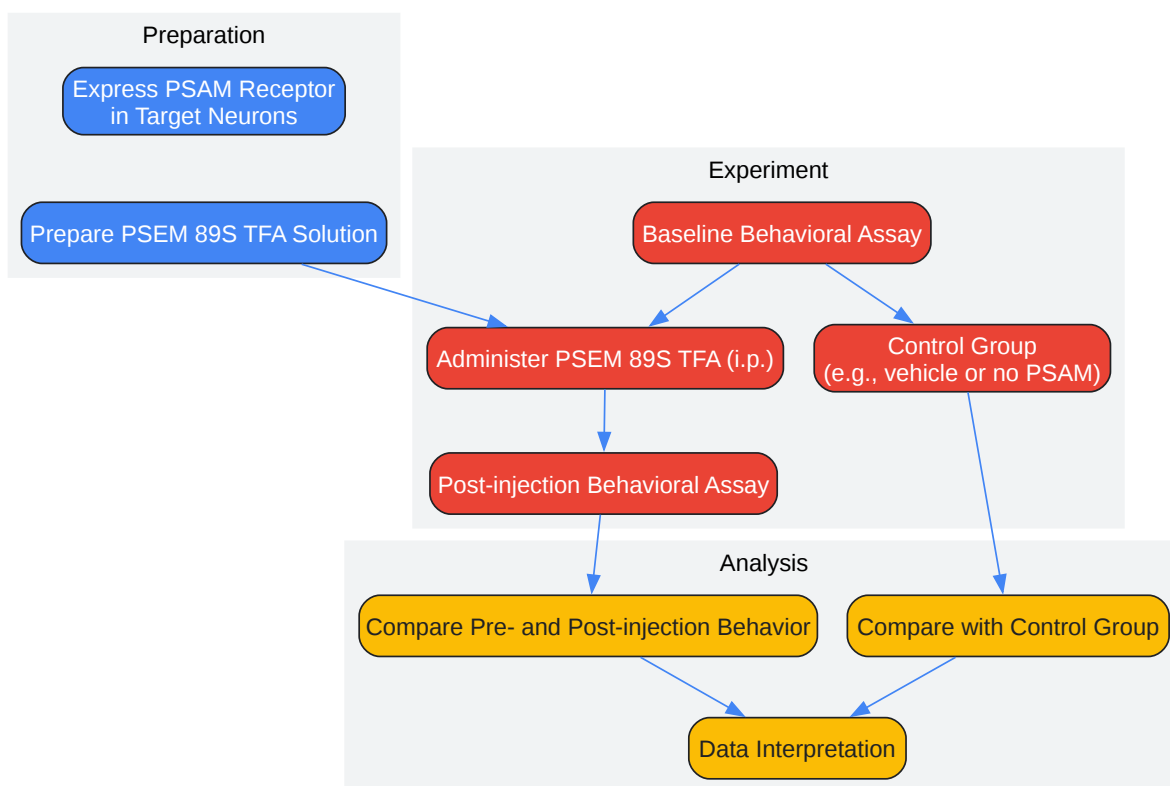 Preparation
Express PSAM Receptor
in Target Neurons
Prepare PSEM 89S TFA Solution
Experiment
Baseline Behavioral Assay
Administer PSEM 89S TFA (i.p.)
Control Group
(e.g., vehicle or no PSAM)
Post-injection Behavioral Assay
Analysis
Compare Pre- and Post-injection Behavior
Compare with Control Group
Data Interpretation